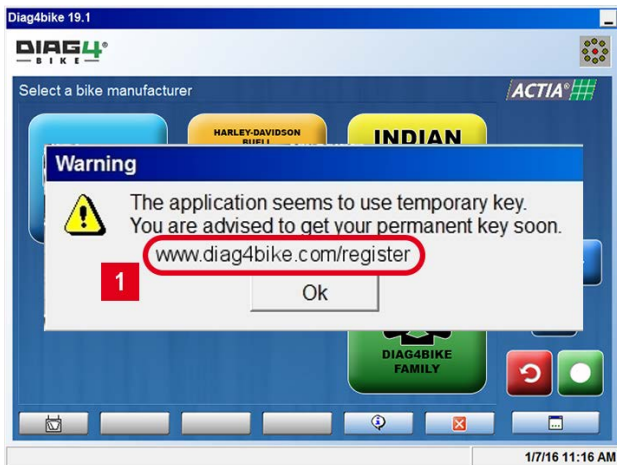 Diag4bike 19.1
DIAG4®
BIKE
Select a bike manufacturer
ACTIA®
HARLEY-DAVIDSON
BUELL
INDIAN
Warning
The application seems to use temporary key.
You are advised to get your permanent key soon.
www.diag4bike.com/register
1
Ok
DIAG4BIKE
FAMILY
1/7/16 11:16 AM